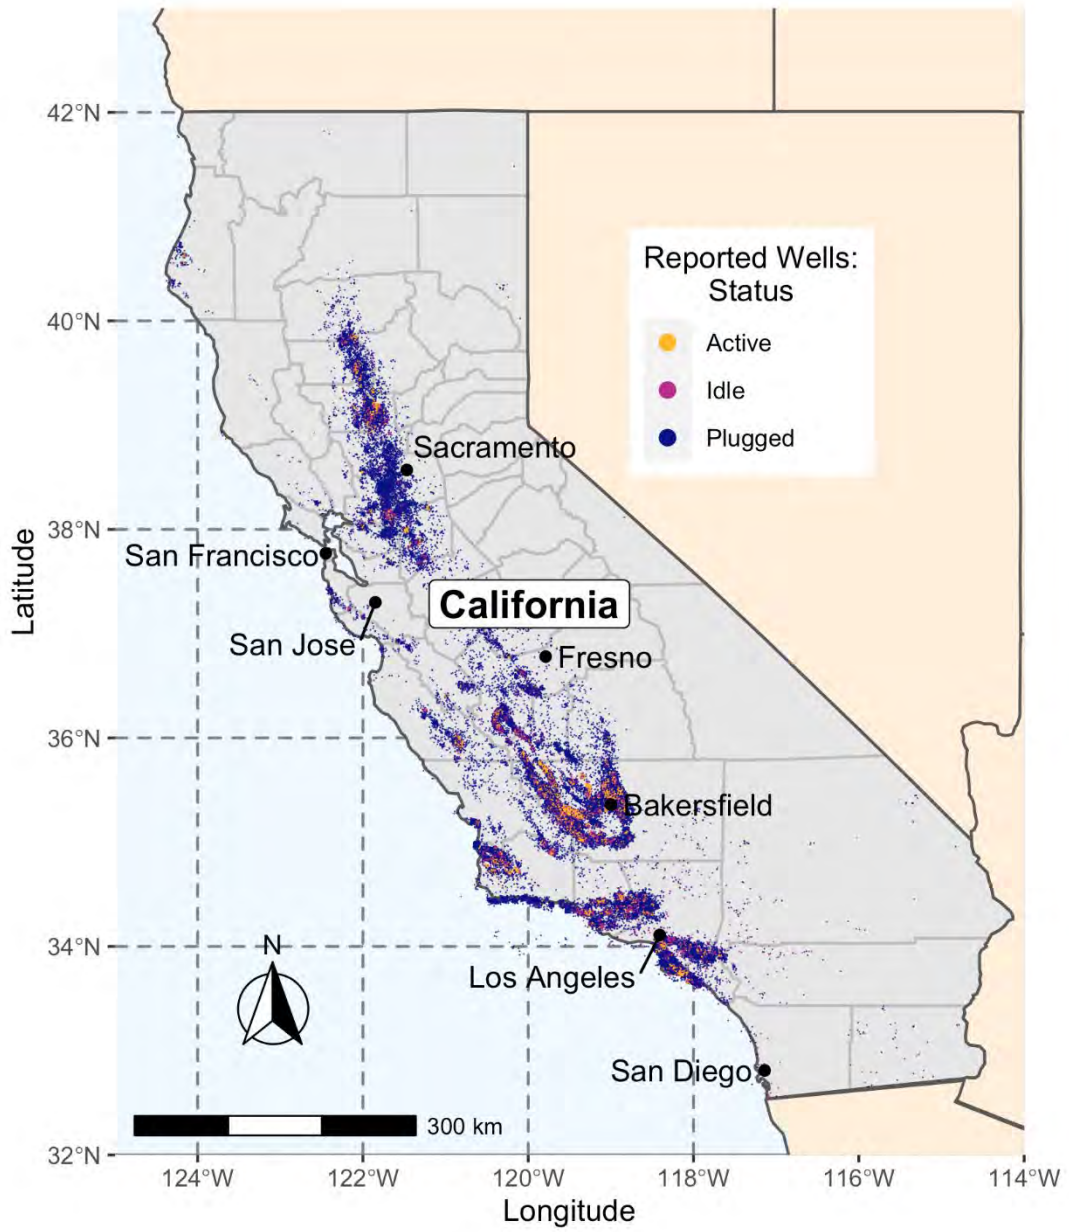 42°N
40°N
38°N
36°N
34°N
32°N
Latitude
Reported Wells:
Status
Active
Idle
Plugged
Sacramento
San Francisco
California
San Jose
Fresno
Bakersfield
Los Angeles
San Diego
N
300 km
124°W
122°W
120°W
118°W
116°W
114°W
Longitude